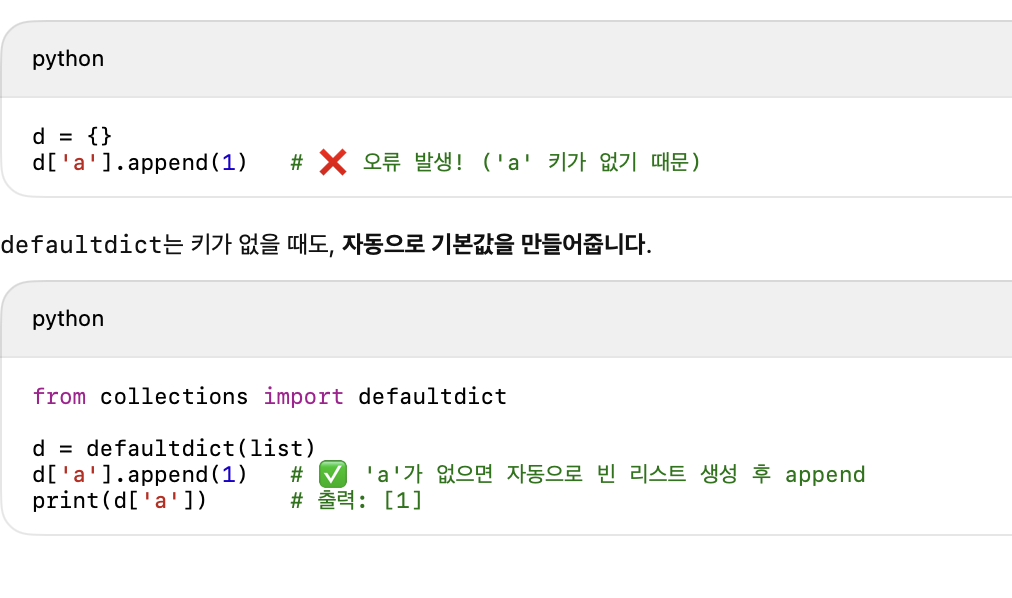 python
d = {}
d['a'].append(1)   # ❌ 오류 발생! ('a' 키가 없기 때문)
defaultdict는 키가 없을 때도, 자동으로 기본값을 만들어줍니다.
python
from collections import defaultdict
d = defaultdict(list)
d['a'].append(1)   # ✅ 'a'가 없으면 자동으로 빈 리스트 생성 후 append
print(d['a'])      # 출력: [1]